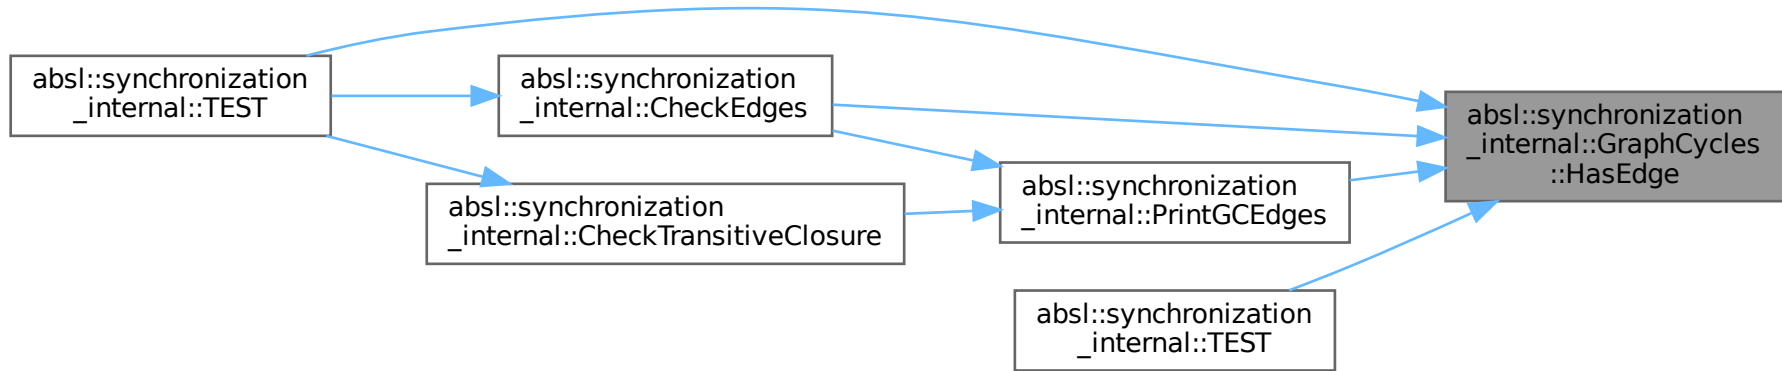 absl::synchronization
_internal::TEST
absl::synchronization
_internal::CheckEdges
absl::synchronization
_internal::GraphCycles
::HasEdge
absl::synchronization
_internal::CheckTransitiveClosure
absl::synchronization
_internal::PrintGCEdges
absl::synchronization
_internal::TEST